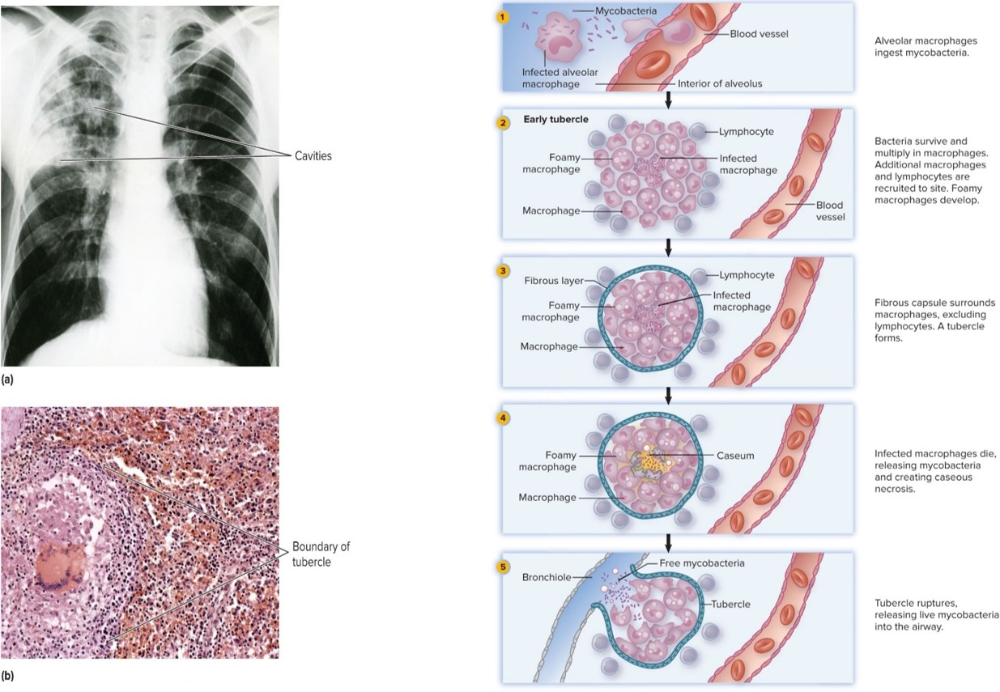 Cavities
(a)
Boundary of
tubercle
(b)
1
Mycobacteria
Blood vessel
Infected alveolar
macrophage
Interior of alveolus
Alveolar macrophages
ingest mycobacteria.
2
Early tubercle
Lymphocyte
Foamy
macrophage
Infected
macrophage
Macrophage
Blood
vessel
Bacteria survive and
multiply in macrophages.
Additional macrophages
and lymphocytes are
recruited to site. Foamy
macrophages develop.
3
Fibrous layer
Lymphocyte
Infected
macrophage
Foamy
macrophage
Macrophage
Fibrous capsule surrounds
macrophages, excluding
lymphocytes. A tubercle
forms.
4
Foamy
macrophage
Caseum
Macrophage
Infected macrophages die,
releasing mycobacteria
and creating caseous
necrosis.
5
Free mycobacteria
Bronchiole
Tubercle
Tubercle ruptures,
releasing live mycobacteria
into the airway.